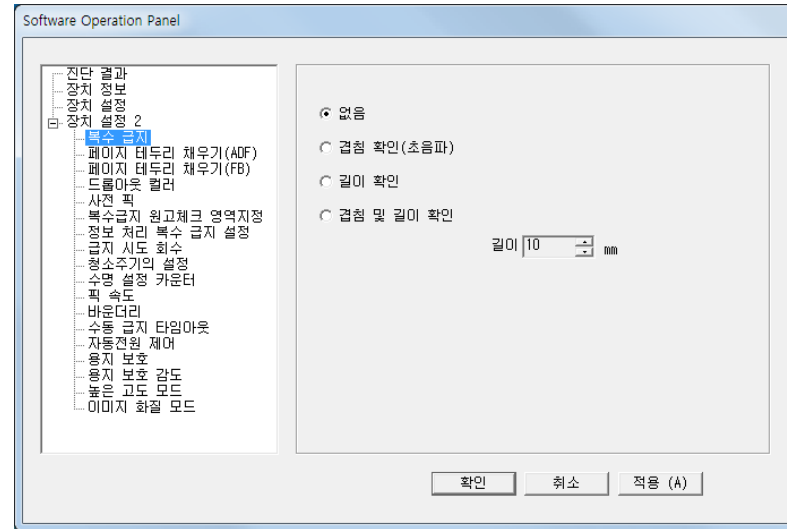 Software Operation Panel
진단 결과
장치 정보
장치 설정
장치 설정 2
복수 급지
페이지 테두리 채우기(ADF)
페이지 테두리 채우기(FB)
드롭아웃 컬러
사전 픽
복수급지 원고체크 영역지정
정보 처리 복수 급지 설정
급지 시도 회수
청소주기의 설정
수명 설정 카운터
픽 속도
바운더리
수동 급지 타임아웃
자동전원 제어
용지 보호
용지 보호 감도
높은 고도 모드
이미지 화질 모드
없음
겹침 확인(초음파)
길이 확인
겹침 및 길이 확인
길이 10 mm
확인 취소 적용 (A)